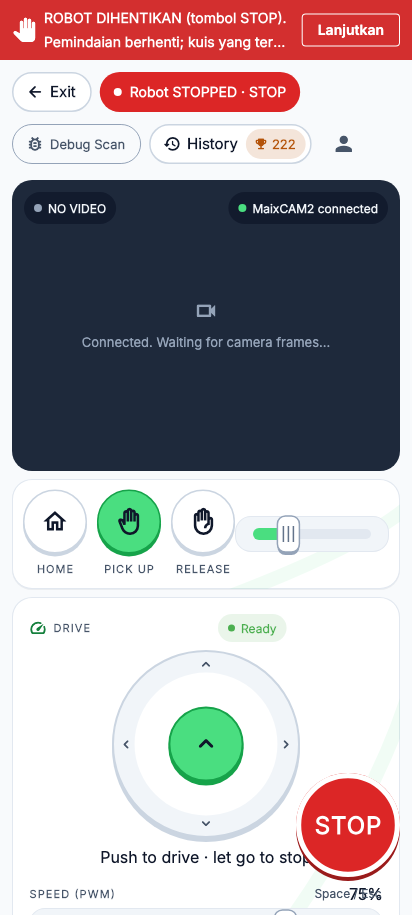 ROBOT DIHENTIKAN (tombol STOP).
Pemindaian berhenti; kuis yang ter...
Lanjutkan
Exit
Robot STOPPED · STOP
Debug Scan
History
222
NO VIDEO
MaixCAM2 connected
Connected. Waiting for camera frames...
HOME
PICK UP
RELEASE
DRIVE
Ready
STOP
Push to drive · let go to stop
SPEED (PWM)
Space
75%